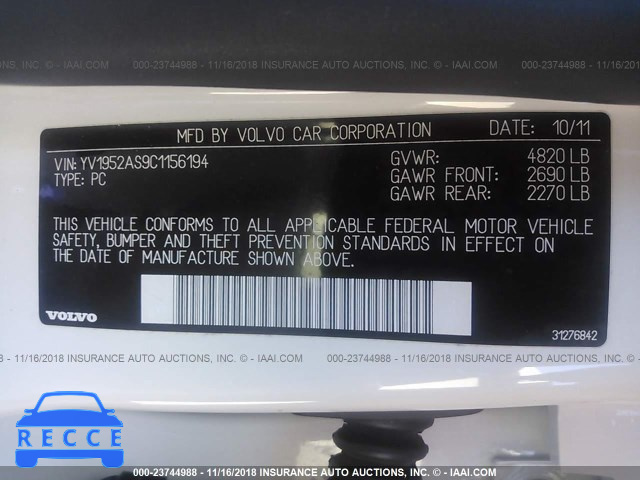 000-23744988 - 11/16/2018 INSURANCE AUTO AUCTIONS, INC. - © IAAI.COM
MFD BY VOLVO CAR CORPORATION DATE: 10/11
VIN: YV1952AS9C1156194 GVWR: 4820 LB
TYPE: PC GAWR FRONT: 2690 LB
GAWR REAR: 2270 LB
THIS VEHICLE CONFORMS TO ALL APPLICABLE FEDERAL MOTOR VEHICLE
SAFETY, BUMPER AND THEFT PREVENTION STANDARDS IN EFFECT ON
THE DATE OF MANUFACTURE SHOWN ABOVE.
VOLVO 31276842
000-23744988 - 11/16/2018 INSURANCE AUTO AUCTIONS, INC. - © IAAI.COM
RECCE
000-23744988 - 11/16/2018 INSURANCE AUTO AUCTIONS, INC. - © IAAI.COM